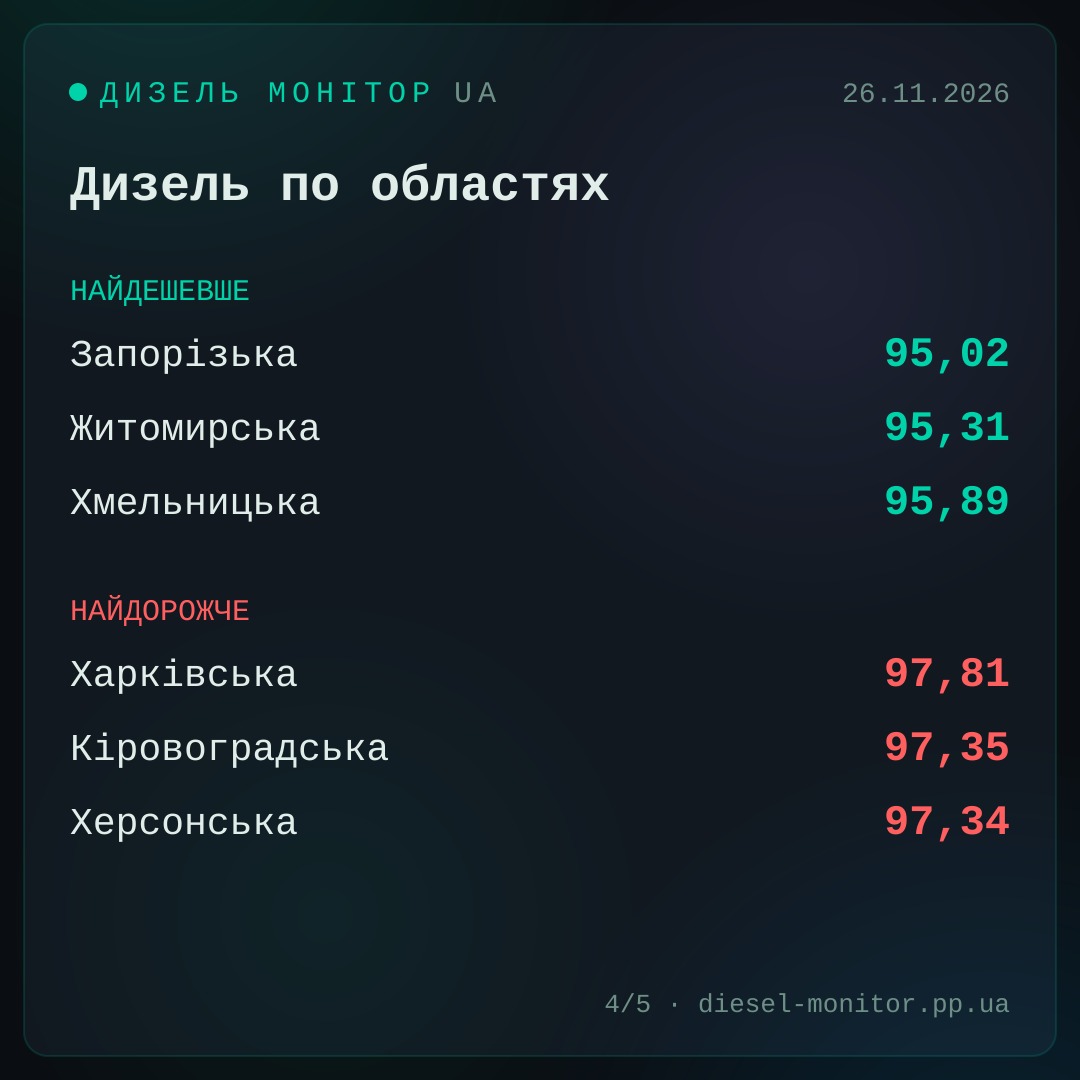 ДИЗЕЛЬ МОНІТОР UA 26.11.2026
Дизель по областях
НАЙДЕШЕВШЕ
Запорізька 95,02
Житомирська 95,31
Хмельницька 95,89
НАЙДОРОЖЧЕ
Харківська 97,81
Кіровоградська 97,35
Херсонська 97,34
4/5 · diesel-monitor.pp.ua